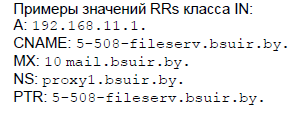 Примеры значений RRs класса IN:
A: 192.168.11.1.
CNAME: 5-508-fileserv.bsuir.by.
MX: 10 mail.bsuir.by.
NS: proxy1.bsuir.by.
PTR: 5-508-fileserv.bsuir.by.